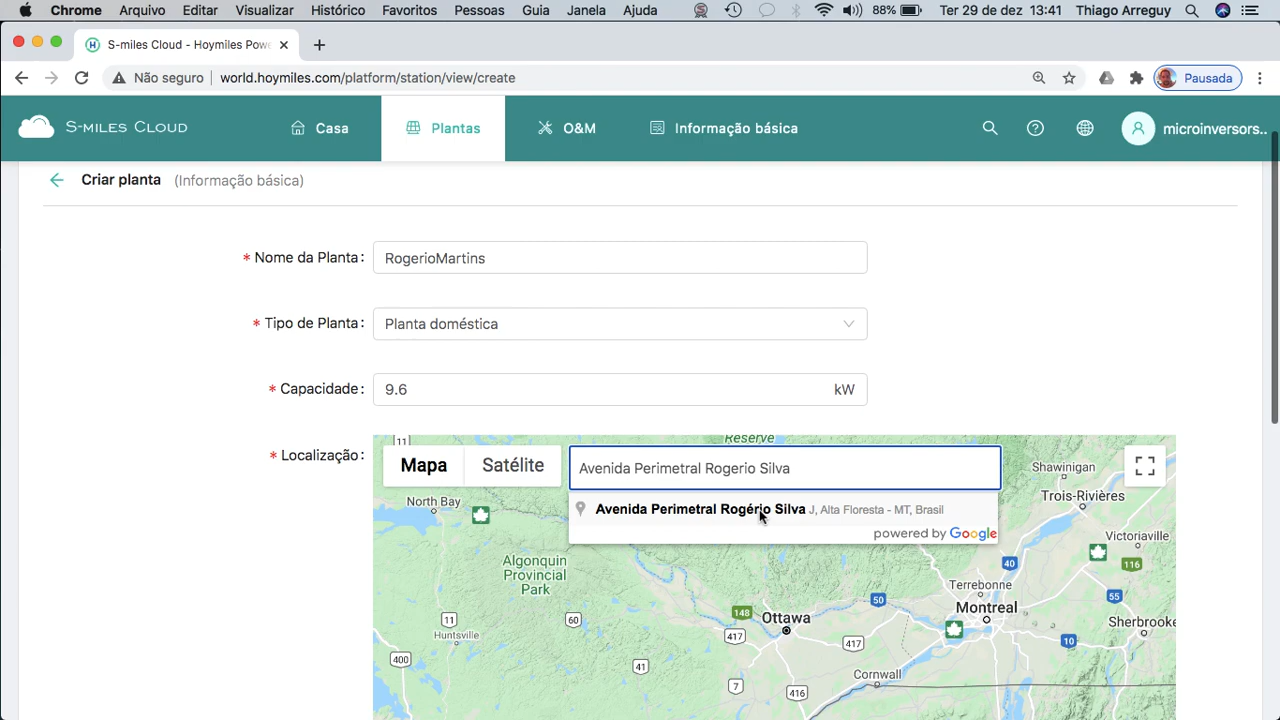 Chrome Arquivo Editar Visualizar Histórico Favoritos Pessoas Guia Janela Ajuda 88% Ter 29 de dez 13:41 Thiago Arreguy
S-miles Cloud - Hoymiles Powe
Não seguro world.hoymiles.com/platform/station/view/create Pausada
S-MILES CLOUD Casa Plantas O&M Informação básica microinversors..
Criar planta (Informação básica)
* Nome da Planta: RogerioMartins
* Tipo de Planta: Planta doméstica
* Capacidade: 9.6 kW
* Localização:
11 Reserve
Mapa Satélite Avenida Perimetral Rogerio Silva
Shawinigan
Trois-Rivières
North Bay
Avenida Perimetral Rogério Silva J, Alta Floresta - MT, Brasil
powered by Google
Victoriaville
Algonquin
Provincial
Park
40
116
Terrebonne
50
55
148
Montreal
Ottawa
11
60
Sherbrooke
Huntsville
417
417
10
400
41
Cornwall
7
416